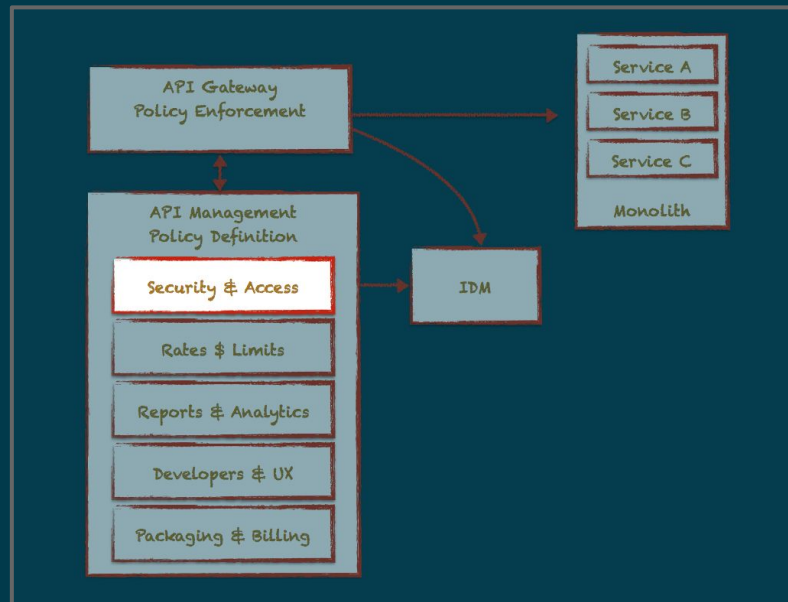 API Gateway
Policy Enforcement
Service A
Service B
Service C
Monolith
API Management
Policy Definition
Security & Access
IDM
Rates $ Limits
Reports & Analytics
Developers & UX
Packaging & Billing